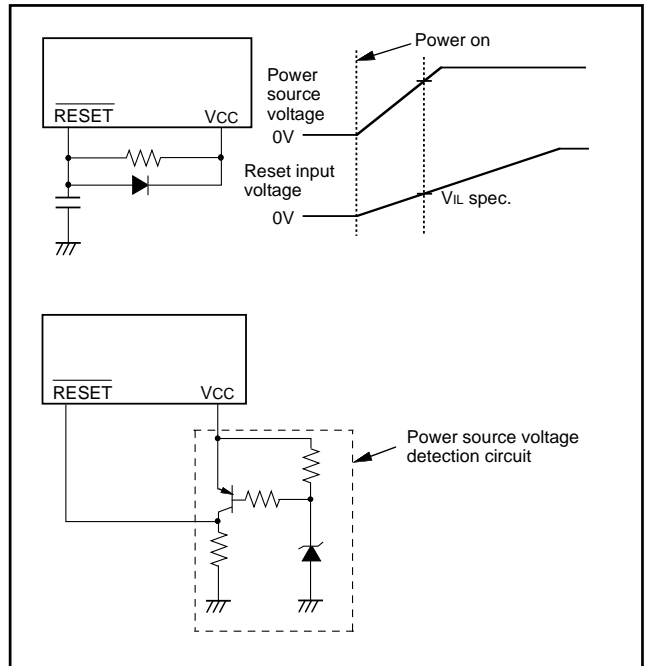 Power on
Power
source
voltage
0V
RESET
VCC
Reset input
voltage
0V
VIL spec.
RESET
VCC
Power source voltage
detection circuit